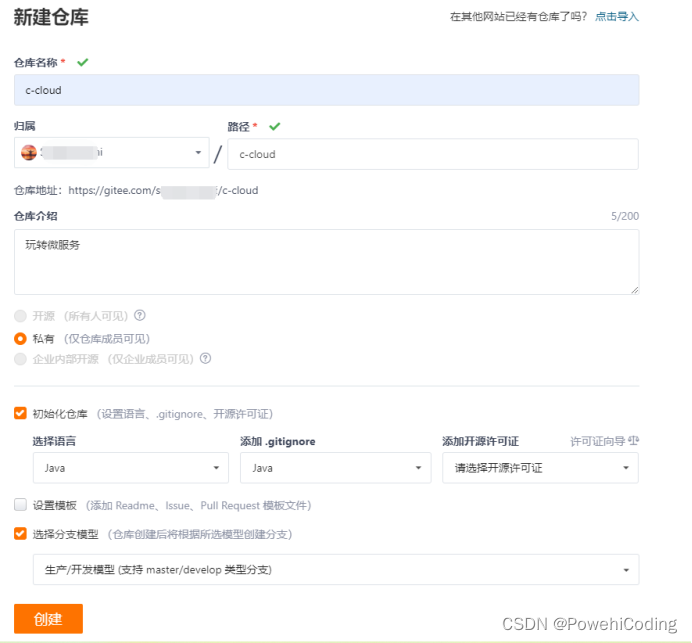 新建仓库
在其他网站已经有仓库了吗? 点击导入
仓库名称 *
c-cloud
归属
路径 *
/
c-cloud
仓库地址: https://gitee.com/s /c-cloud
仓库介绍
5/200
玩转微服务
开源 (所有人可见) ?
私有 (仅仓库成员可见)
企业内部开源 (仅企业成员可见) ?
初始化仓库 (设置语言、.gitignore、开源许可证)
选择语言
添加 .gitignore
添加开源许可证
许可证向导
Java
Java
请选择开源许可证
设置模板 (添加 Readme、Issue、Pull Request 模板文件)
选择分支模型 (仓库创建后将根据所选模型创建分支)
生产/开发模型 (支持 master/develop 类型分支)
创建
CSDN @PowehiCoding